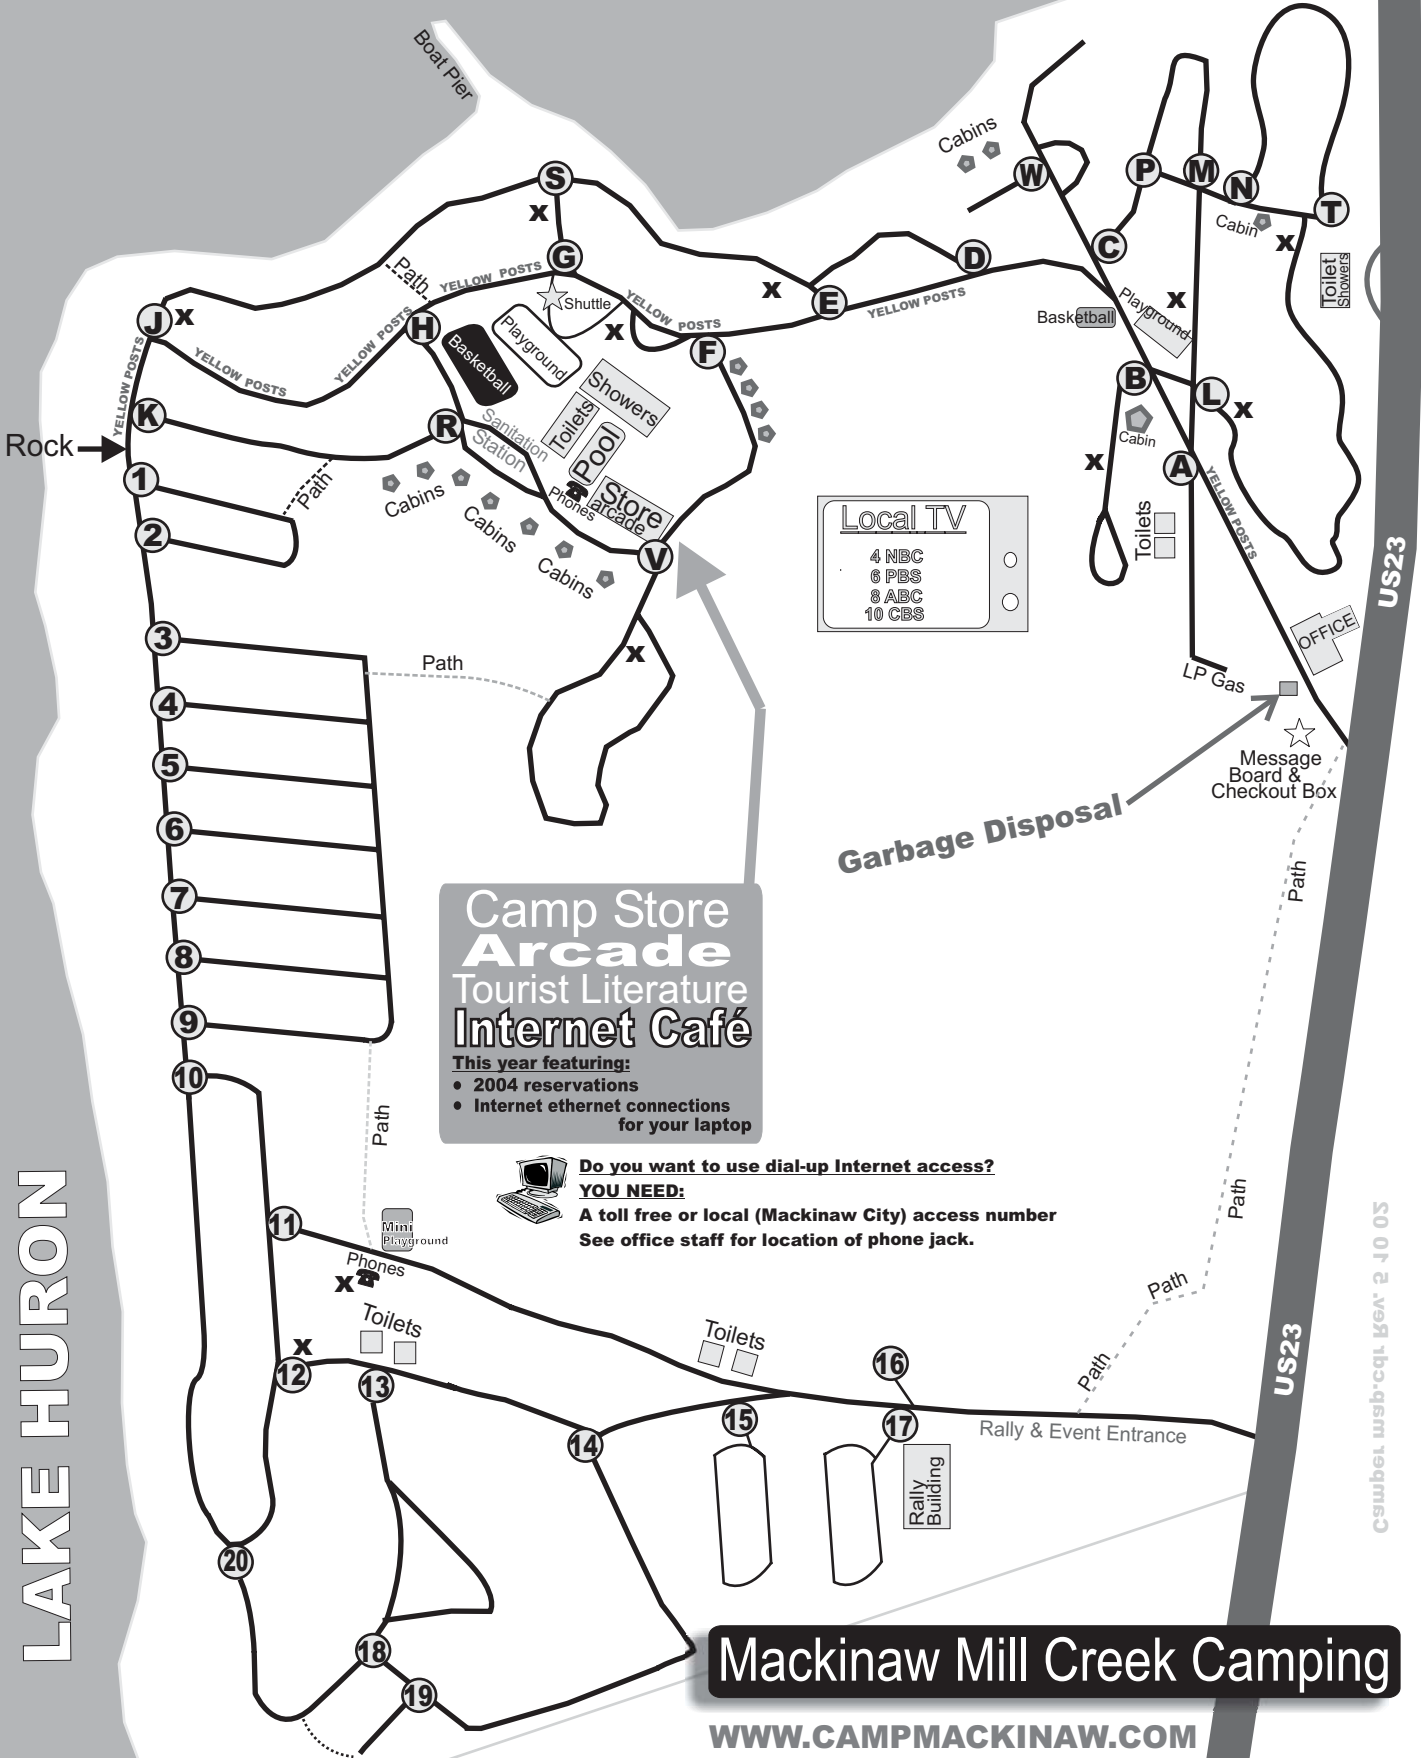 Boat Pier
Cabins
W
P
M
N
T
S
X
Cabin
X
C
Toilet
Showers
G
D
Path
YELLOW POSTS
Shuttle
X
E
YELLOW POSTS
X
Playground
Basketball
J
X
H
YELLOW POSTS
X
F
Playground
Basketball
YELLOW POSTS
YELLOW POSTS
YELLOW POSTS
Showers
Toilets
Pool
B
L
X
Cabin
K
R
Sanitation
Station
Rock
Path
Cabins
Cabins
Cabins
Phones
Store
arcade
V
X
A
YELLOW POSTS
Toilets
1
2
Local TV
4 NBC
6 PBS
8 ABC
10 CBS
US23
3
Path
X
OFFICE
LP Gas
4
Message
Board &
Checkout Box
5
Garbage Disposal
6
Path
7
8
9
10
Camp Store
Arcade
Tourist Literature
Internet Café
This year featuring:
• 2004 reservations
• Internet ethernet connections
for your laptop
Path
Do you want to use dial-up Internet access?
YOU NEED:
A toll free or local (Mackinaw City) access number
See office staff for location of phone jack.
Path
11
Mini
Playground
Phones
X
Path
Toilets
Toilets
X
12
13
14
15
16
17
Path
Rally & Event Entrance
Rally
Building
US23
LAKE HURON
Camper map.cdr Rev. 5 10 02
20
18
19
Mackinaw Mill Creek Camping
WWW.CAMPMACKINAW.COM